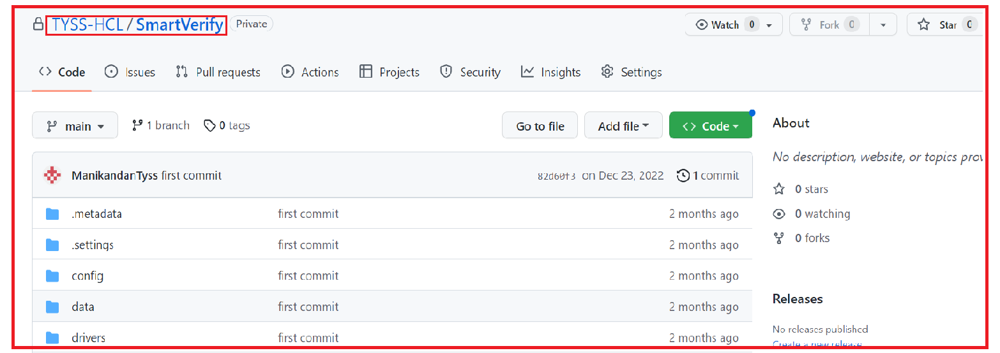 TYSS-HCL / SmartVerify Private Watch 0 Fork 0 Star 0
Code Issues Pull requests Actions Projects Security Insights Settings
main 1 branch 0 tags Go to file Add file Code
About
No description, website, or topics prov
ManikandanTyss first commit 82d60f3 on Dec 23, 2022 1 commit
0 stars
.metadata first commit 2 months ago
0 watching
.settings first commit 2 months ago
0 forks
config first commit 2 months ago
Releases
data first commit 2 months ago
No releases published
drivers first commit 2 months ago
Create a new release